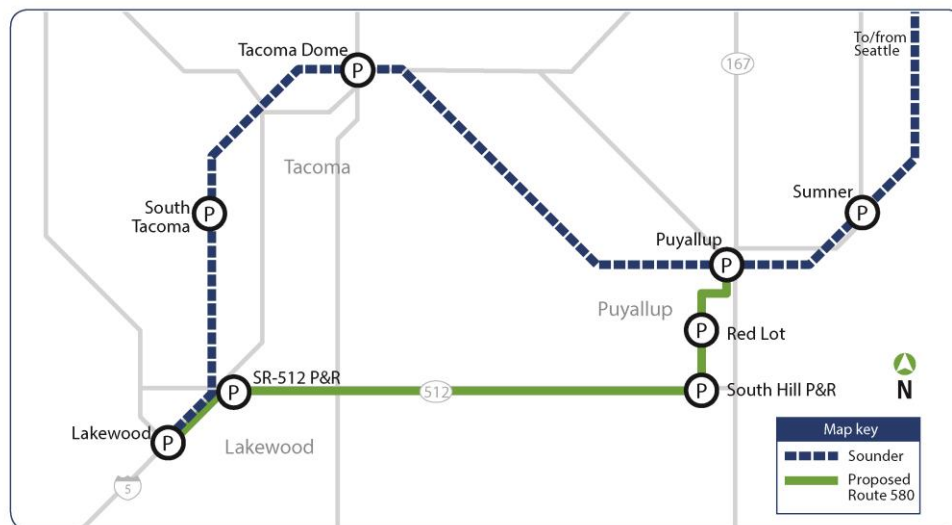 To/from
Seattle
Tacoma Dome
P
167
Tacoma
Sumner
P
South
Tacoma
P
Puyallup
P
Puyallup
P
Red Lot
SR-512 P&R
P
512
P
South Hill P&R
N
Lakewood
P
Lakewood
5
Map key
Sounder
Proposed
Route 580